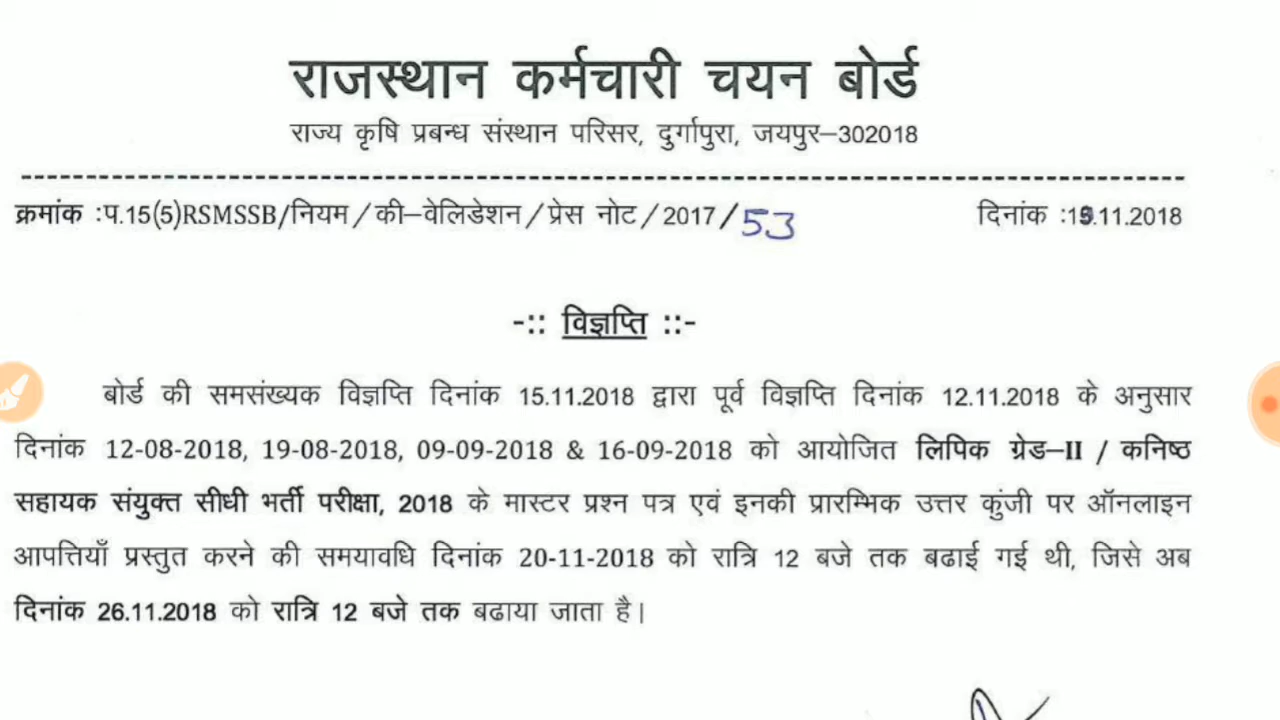 राजस्थान कर्मचारी चयन बोर्ड
राज्य कृषि प्रबन्ध संस्थान परिसर, दुर्गापुरा, जयपुर–302018
क्रमांक :प.15(5)RSMSSB/नियम/की–वेलिडेशन/प्रेस नोट/2017/53 दिनांक :19.11.2018
-:: विज्ञप्ति ::-
बोर्ड की समसंख्यक विज्ञप्ति दिनांक 15.11.2018 द्वारा पूर्व विज्ञप्ति दिनांक 12.11.2018 के अनुसार
दिनांक 12-08-2018, 19-08-2018, 09-09-2018 & 16-09-2018 को आयोजित लिपिक ग्रेड–II / कनिष्ठ
सहायक संयुक्त सीधी भर्ती परीक्षा, 2018 के मास्टर प्रश्न पत्र एवं इनकी प्रारम्भिक उत्तर कुंजी पर ऑनलाइन
आपत्तियाँ प्रस्तुत करने की समयावधि दिनांक 20-11-2018 को रात्रि 12 बजे तक बढाई गई थी, जिसे अब
दिनांक 26.11.2018 को रात्रि 12 बजे तक बढाया जाता है।